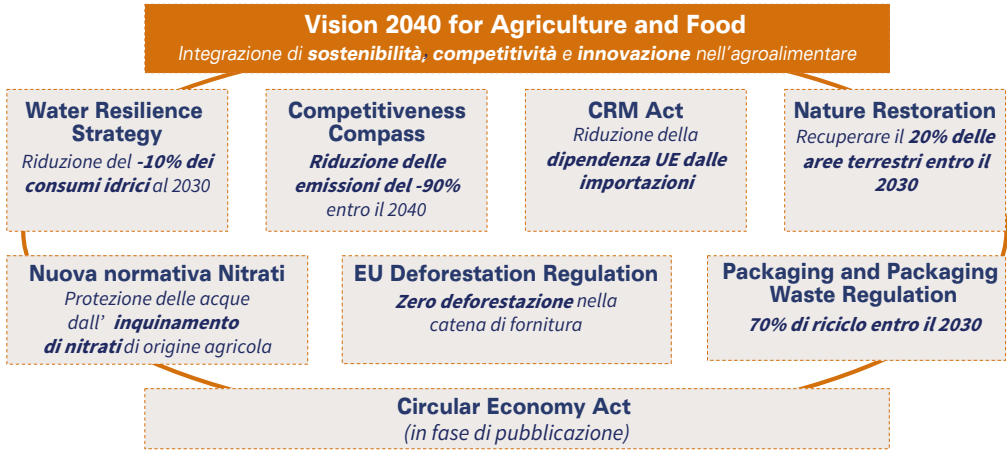 Vision 2040 for Agriculture and Food
Integrazione di sostenibilità, competitività e innovazione nell'agroalimentare
Water Resilience
Strategy
Riduzione del -10% dei
consumi idrici al 2030
Competitiveness
Compass
Riduzione delle
emissioni del -90%
entro il 2040
CRM Act
Riduzione della
dipendenza UE dalle
importazioni
Nature Restoration
Recuperare il 20% delle
aree terrestri entro il
2030
Nuova normativa Nitrati
Protezione delle acque
dall' inquinamento
di nitrati di origine agricola
EU Deforestation Regulation
Zero deforestazione nella
catena di fornitura
Packaging and Packaging
Waste Regulation
70% di riciclo entro il 2030
Circular Economy Act
(in fase di pubblicazione)